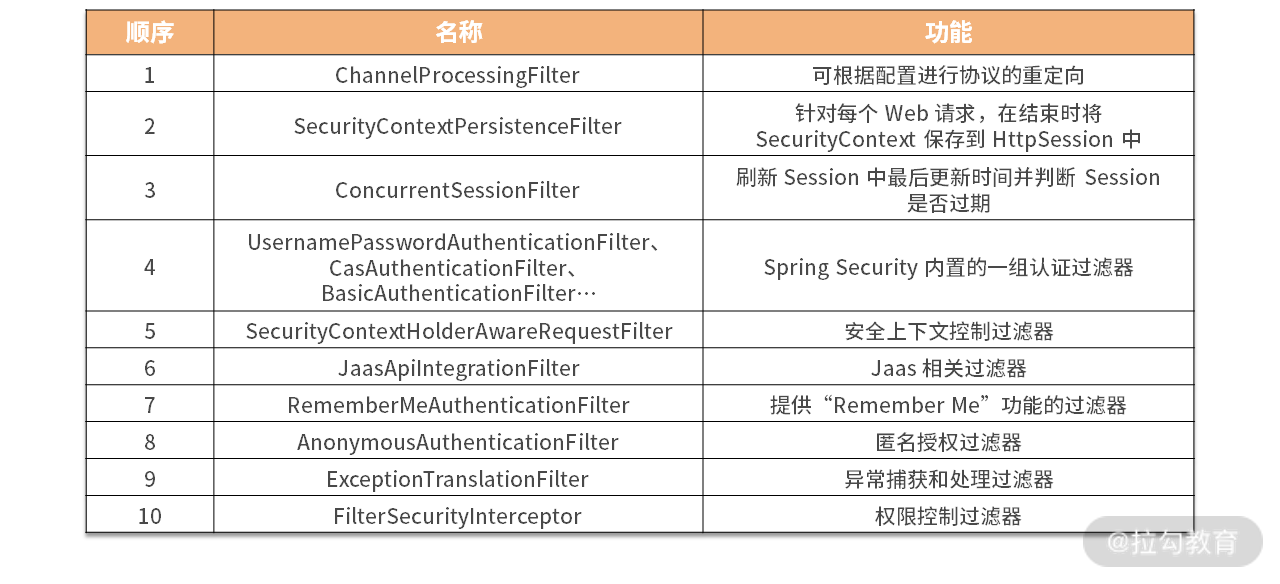 顺序 名称 功能
1 ChannelProcessingFilter 可根据配置进行协议的重定向
2 SecurityContextPersistenceFilter 针对每个 Web 请求，在结束时将
SecurityContext 保存到 HttpSession 中
3 ConcurrentSessionFilter 刷新 Session 中最后更新时间并判断 Session
是否过期
4 UsernamePasswordAuthenticationFilter、
CasAuthenticationFilter、
BasicAuthenticationFilter…
Spring Security 内置的一组认证过滤器
5 SecurityContextHolderAwareRequestFilter 安全上下文控制过滤器
6 JaasApiIntegrationFilter Jaas 相关过滤器
7 RememberMeAuthenticationFilter 提供“Remember Me”功能的过滤器
8 AnonymousAuthenticationFilter 匿名授权过滤器
9 ExceptionTranslationFilter 异常捕获和处理过滤器
10 FilterSecurityInterceptor 权限控制过滤器
@拉勾教育